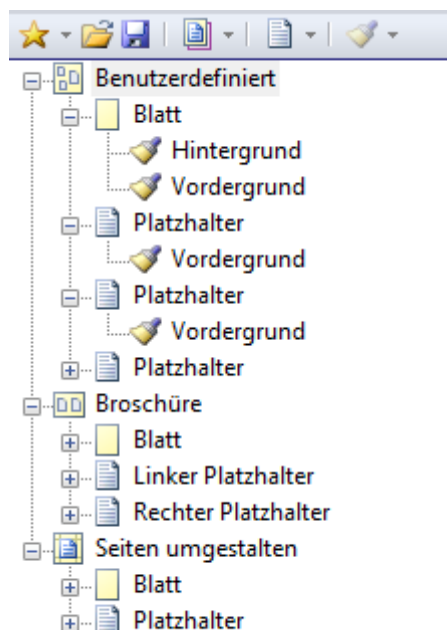 Benutzerdefiniert
Blatt
Hintergrund
Vordergrund
Platzhalter
Vordergrund
Platzhalter
Vordergrund
Platzhalter
Broschüre
Blatt
Linker Platzhalter
Rechter Platzhalter
Seiten umgestalten
Blatt
Platzhalter